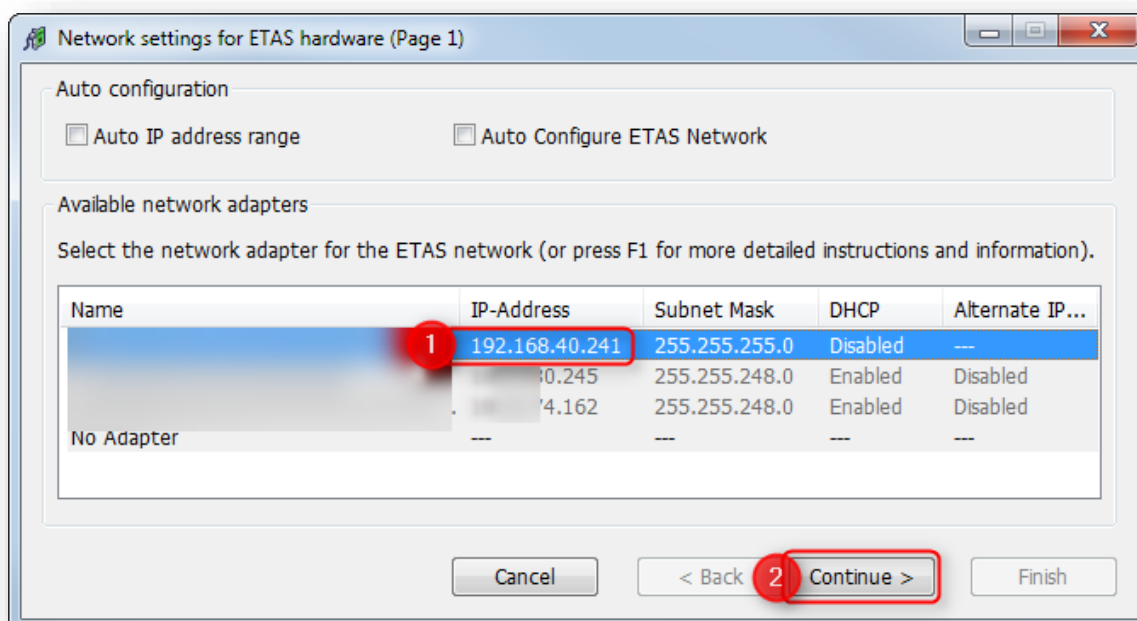 Network settings for ETAS hardware (Page 1)
Auto configuration
Auto IP address range Auto Configure ETAS Network
Available network adapters
Select the network adapter for the ETAS network (or press F1 for more detailed instructions and information).
Name IP-Address Subnet Mask DHCP Alternate IP...
1 192.168.40.241 255.255.255.0 Disabled ---
255.255.248.0 Enabled Disabled
255.255.248.0 Enabled Disabled
No Adapter --- --- --- ---
Cancel < Back 2 Continue > Finish